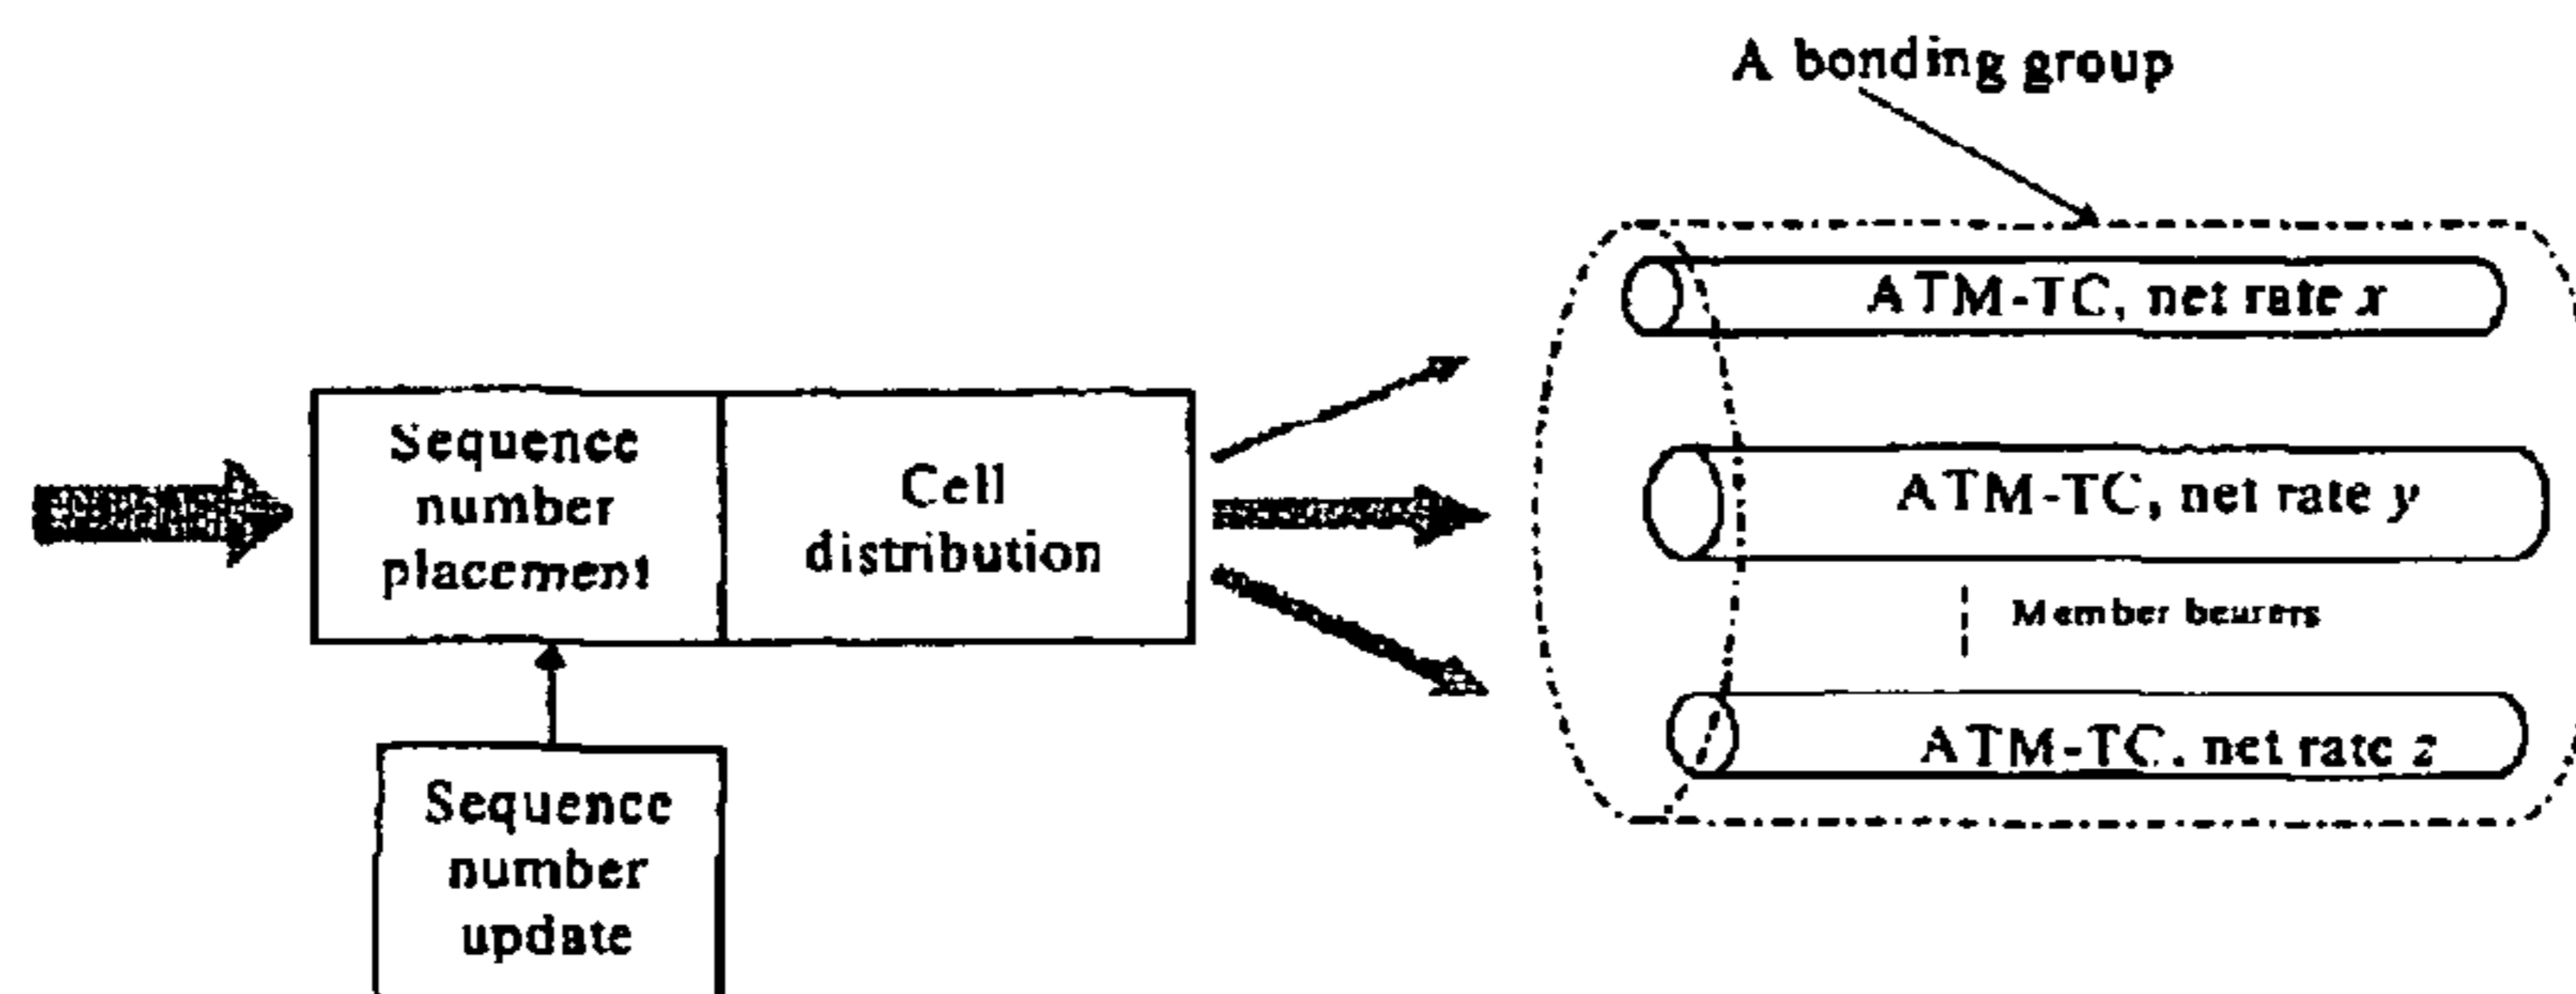 A bonding group
ATM-TC, net rate x
Sequence
number
placement
Cell
distribution
ATM-TC, net rate y
Member bearers
ATM-TC, net rate z
Sequence
number
update